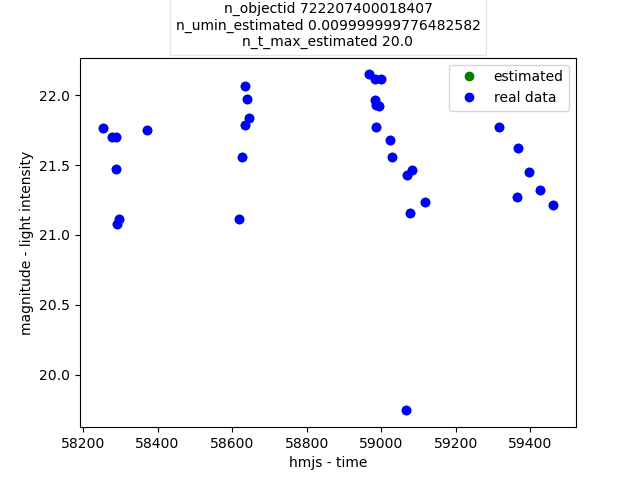 n_objectid 722207400018407
n_umin_estimated 0.009999999776482582
n_t_max_estimated 20.0
estimated
real data
magnitude - light intensity
22.0
21.5
21.0
20.5
20.0
58200 58400 58600 58800 59000 59200 59400
hmjs - time